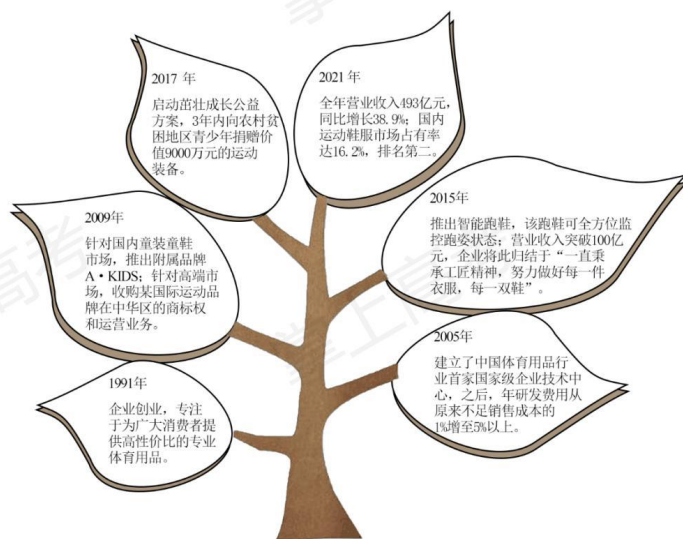 2017 年
启动茁壮成长公益
方案，3年内向农村贫
困地区青少年捐赠价
值9000万元的运动
装备。
2021 年
全年营业收入493亿元，
同比增长38.9%；国内
运动鞋服市场占有率
达16.2%，排名第二。
2009年
针对国内童装童鞋
市场，推出附属品牌
A·KIDS；针对高端市
场，收购某国际运动品
牌在中华区的商标权
和运营业务。
2015年
推出智能跑鞋，该跑鞋可全方位监
控跑姿状态；营业收入突破100亿
元，企业将此归结于“一直秉
承工匠精神，努力做好每一件
衣服，每一双鞋”。
1991年
企业创业，专注
于为广大消费者提
供高性价比的专业
体育用品。
2005年
建立了中国体育用品行
业首家国家级企业技术中
心，之后，年研发费用从
原来不足销售成本的
1%增至5%以上。
掌上高考